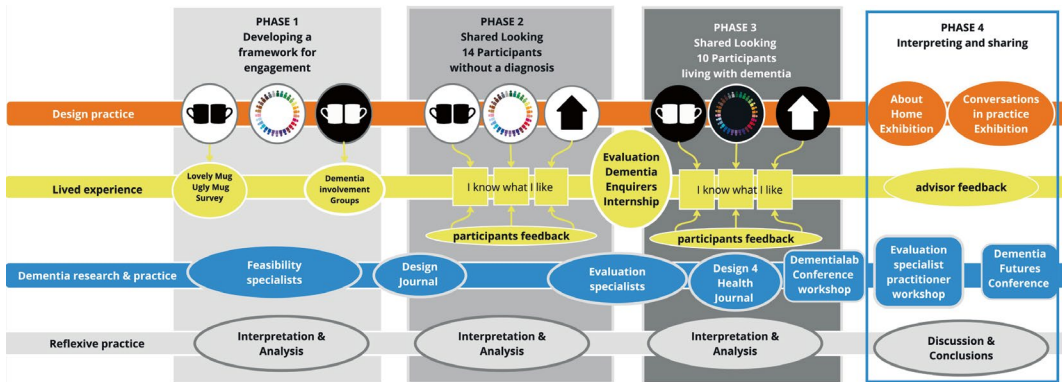 PHASE 1
Developing a
framework for
engagement
PHASE 2
Shared Looking
14 Participants
without a diagnosis
PHASE 3
Shared Looking
10 Participants
living with dementia
PHASE 4
Interpreting and sharing
Design practice
About
Home
Exhibition
Conversations
in practice
Exhibition
Lived experience
Lovely Mug
Ugly Mug
Survey
Dementia
involvement
Groups
I know what I like
participants feedback
Evaluation
Dementia
Enquirers
Internship
I know what I like
participants feedback
advisor feedback
Dementia research & practice
Feasibility
specialists
Design
Journal
Evaluation
specialists
Design 4
Health
Journal
Dementialab
Conference
workshop
Evaluation
specialist
practitioner
workshop
Dementia
Futures
Conference
Reflexive practice
Interpretation &
Analysis
Interpretation &
Analysis
Interpretation &
Analysis
Discussion &
Conclusions